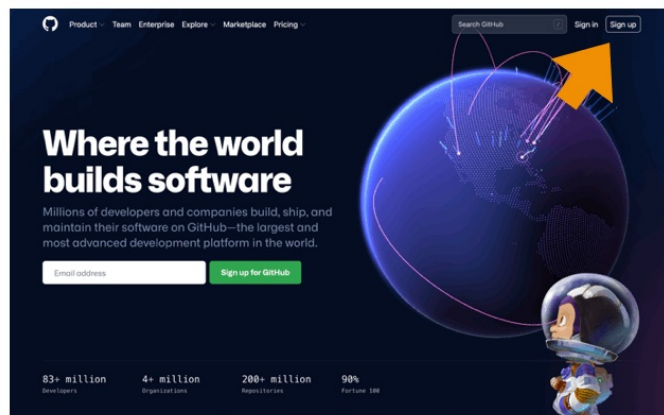 Product Team Enterprise Explore Marketplace Pricing Search GitHub / Sign in Sign up
Where the world
builds software
Millions of developers and companies build, ship, and
maintain their software on GitHub—the largest and
most advanced development platform in the world.
Email address Sign up for GitHub
83+ million 4+ million 200+ million 90%
Developers Organizations Repositories Fortune 100